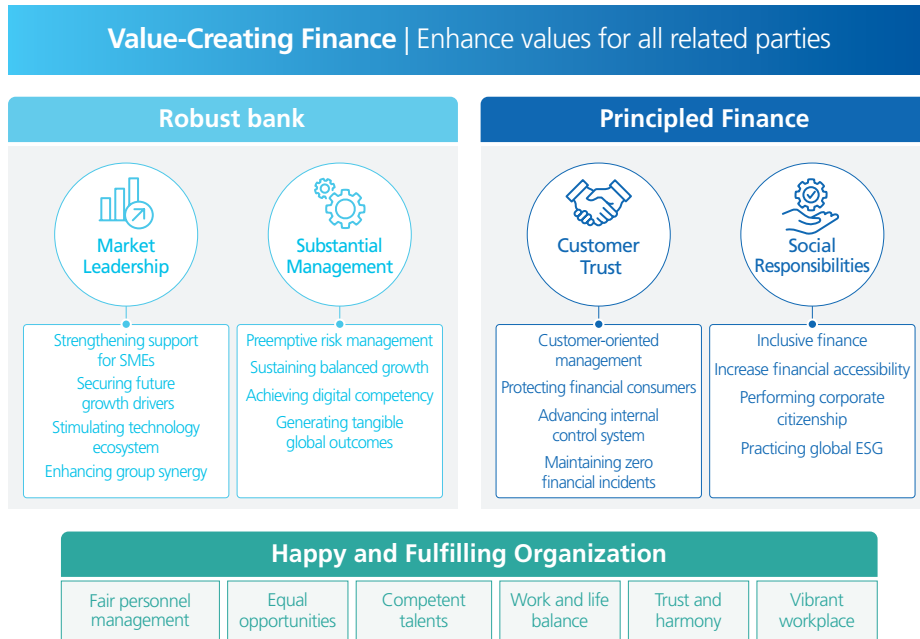 Value-Creating Finance | Enhance values for all related parties
Robust bank
Market
Leadership
Strengthening support
for SMEs
Securing future
growth drivers
Stimulating technology
ecosystem
Enhancing group synergy
Substantial
Management
Preemptive risk management
Sustaining balanced growth
Achieving digital competency
Generating tangible
global outcomes
Principled Finance
Customer
Trust
Customer-oriented
management
Protecting financial consumers
Advancing internal
control system
Maintaining zero
financial incidents
Social
Responsibilities
Inclusive finance
Increase financial accessibility
Performing corporate
citizenship
Practicing global ESG
Happy and Fulfilling Organization
Fair personnel
management
Equal
opportunities
Competent
talents
Work and life
balance
Trust and
harmony
Vibrant
workplace